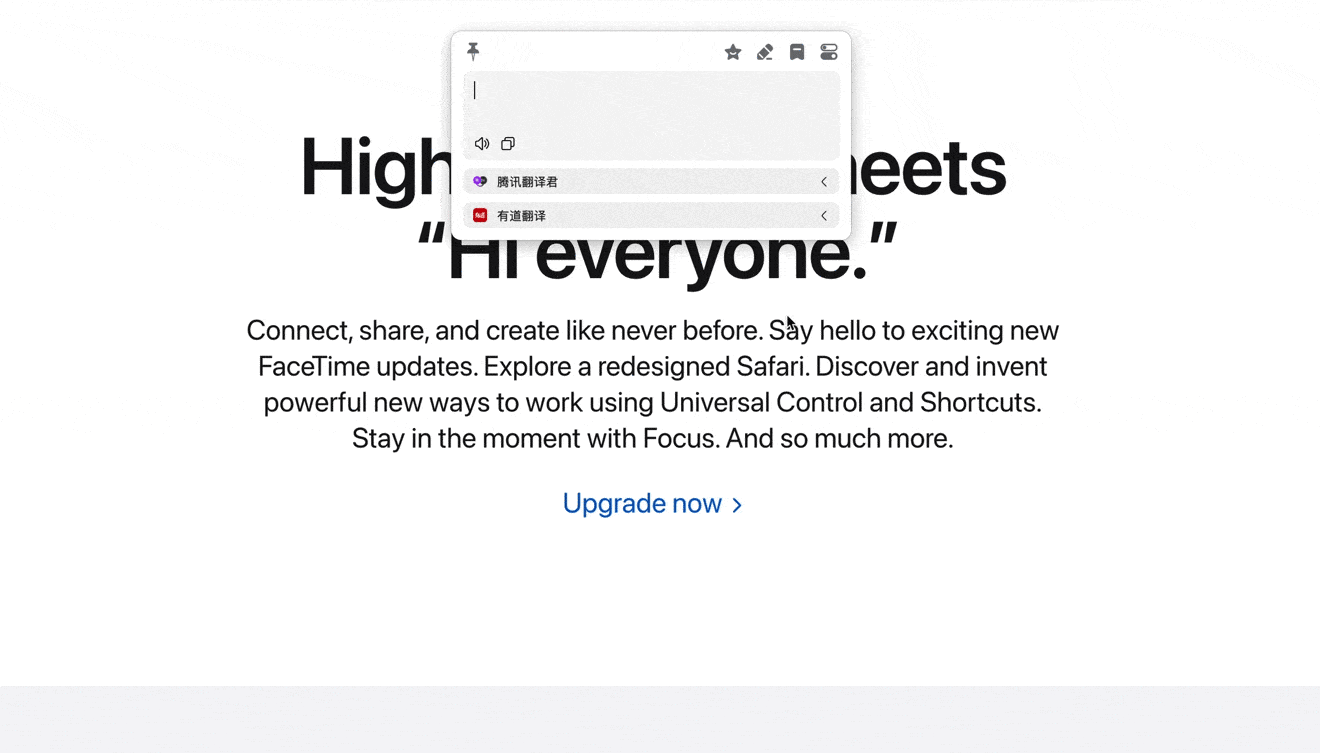 腾讯翻译君
有道翻译
High meets
“Hi everyone.”
Connect, share, and create like never before. Say hello to exciting new
FaceTime updates. Explore a redesigned Safari. Discover and invent
powerful new ways to work using Universal Control and Shortcuts.
Stay in the moment with Focus. And so much more.
Upgrade now